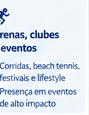 renas, clubes
eventos
Corridas, beach tennis,
festivais e lifestyle
Presença em eventos
de alto impacto